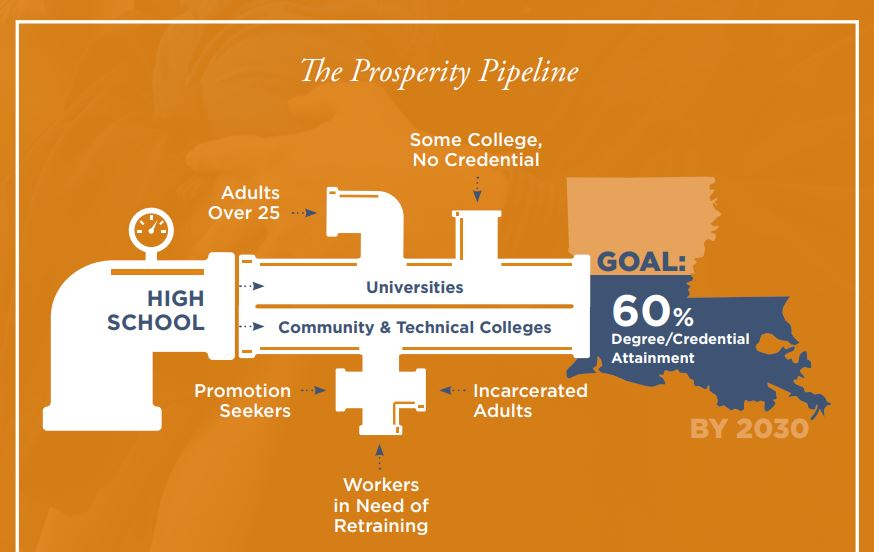 The Prosperity Pipeline
Some College,
No Credential
Adults
Over 25
HIGH
SCHOOL
Universities
Community & Technical Colleges
GOAL:
60%
Degree/Credential
Attainment
BY 2030
Promotion
Seekers
Incarcerated
Adults
Workers
in Need of
Retraining